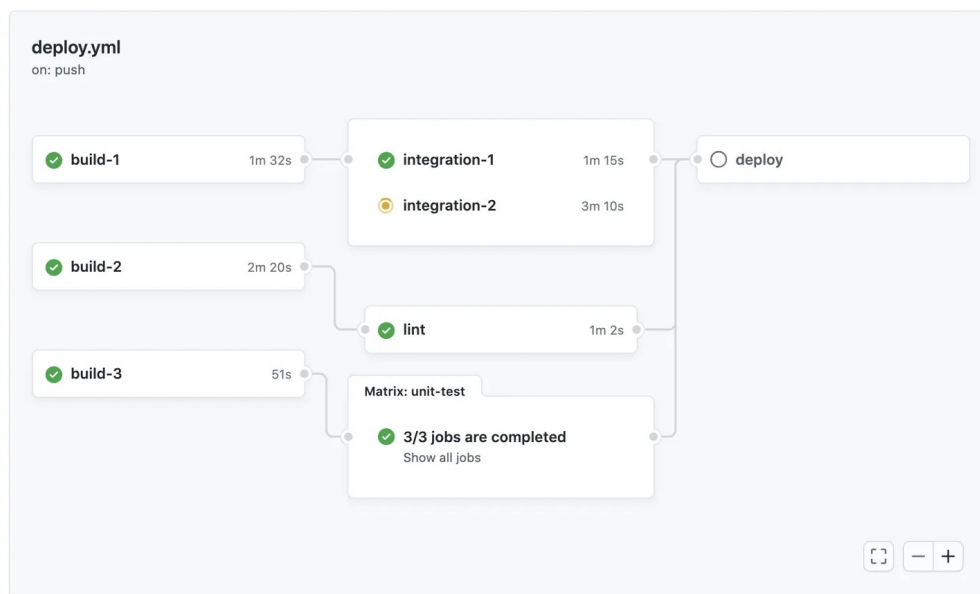 deploy.yml
on: push
build-1 1m 32s
integration-1 1m 15s
integration-2 3m 10s
deploy
build-2 2m 20s
lint 1m 2s
build-3 51s
Matrix: unit-test
3/3 jobs are completed
Show all jobs